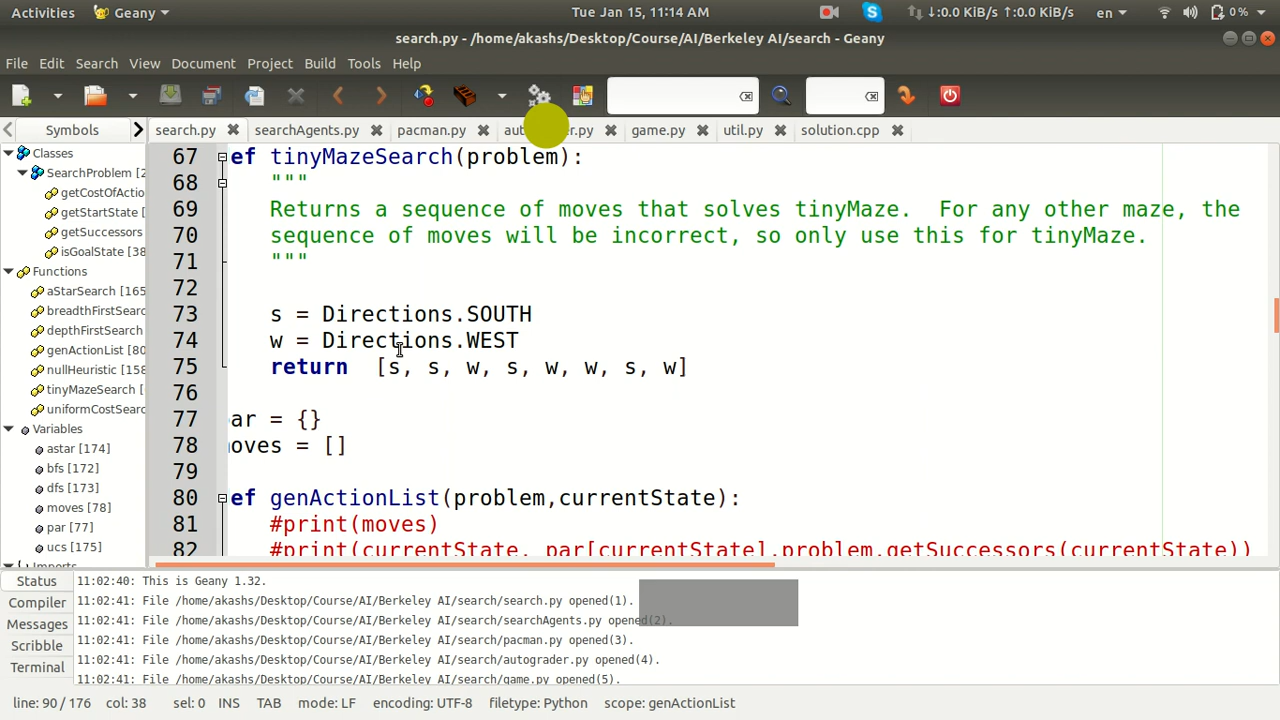 Activities Geany Tue Jan 15, 11:14 AM ↓:0.0 KiB/s ↑:0.0 KiB/s en 0 %
search.py - /home/akashs/Desktop/Course/AI/Berkeley AI/search - Geany
File Edit Search View Document Project Build Tools Help
Symbols search.py searchAgents.py pacman.py game.py util.py solution.cpp
Classes
SearchProblem [2
getCostOfActio
getStartState [
getSuccessors
isGoalState [38
Functions
aStarSearch [165
breadthFirstSearc
depthFirstSearch
genActionList [80
nullHeuristic [158
tinyMazeSearch [
uniformCostSearc
Variables
astar [174]
bfs [172]
dfs [173]
moves [78]
par [77]
ucs [175]
67 ef tinyMazeSearch(problem):
68 """
69 Returns a sequence of moves that solves tinyMaze.  For any other maze, the
70 sequence of moves will be incorrect, so only use this for tinyMaze.
71 """
72
73 s = Directions.SOUTH
74 w = Directions.WEST
75 return  [s, s, w, s, w, w, s, w]
76
77 ar = {}
78 oves = []
79
80 ef genActionList(problem,currentState):
81 #print(moves)
82 #print(currentState, par[currentState],problem.getSuccessors(currentState))
Status
Compiler
Messages
Scribble
Terminal
11:02:40: This is Geany 1.32.
11:02:41: File /home/akashs/Desktop/Course/AI/Berkeley AI/search/search.py opened(1).
11:02:41: File /home/akashs/Desktop/Course/AI/Berkeley AI/search/searchAgents.py opened(2).
11:02:41: File /home/akashs/Desktop/Course/AI/Berkeley AI/search/pacman.py opened(3).
11:02:41: File /home/akashs/Desktop/Course/AI/Berkeley AI/search/autograder.py opened(4).
11:02:41: File /home/akashs/Desktop/Course/AI/Berkeley AI/search/game.py opened(5).
line: 90 / 176 col: 38 sel: 0 INS TAB mode: LF encoding: UTF-8 filetype: Python scope: genActionList